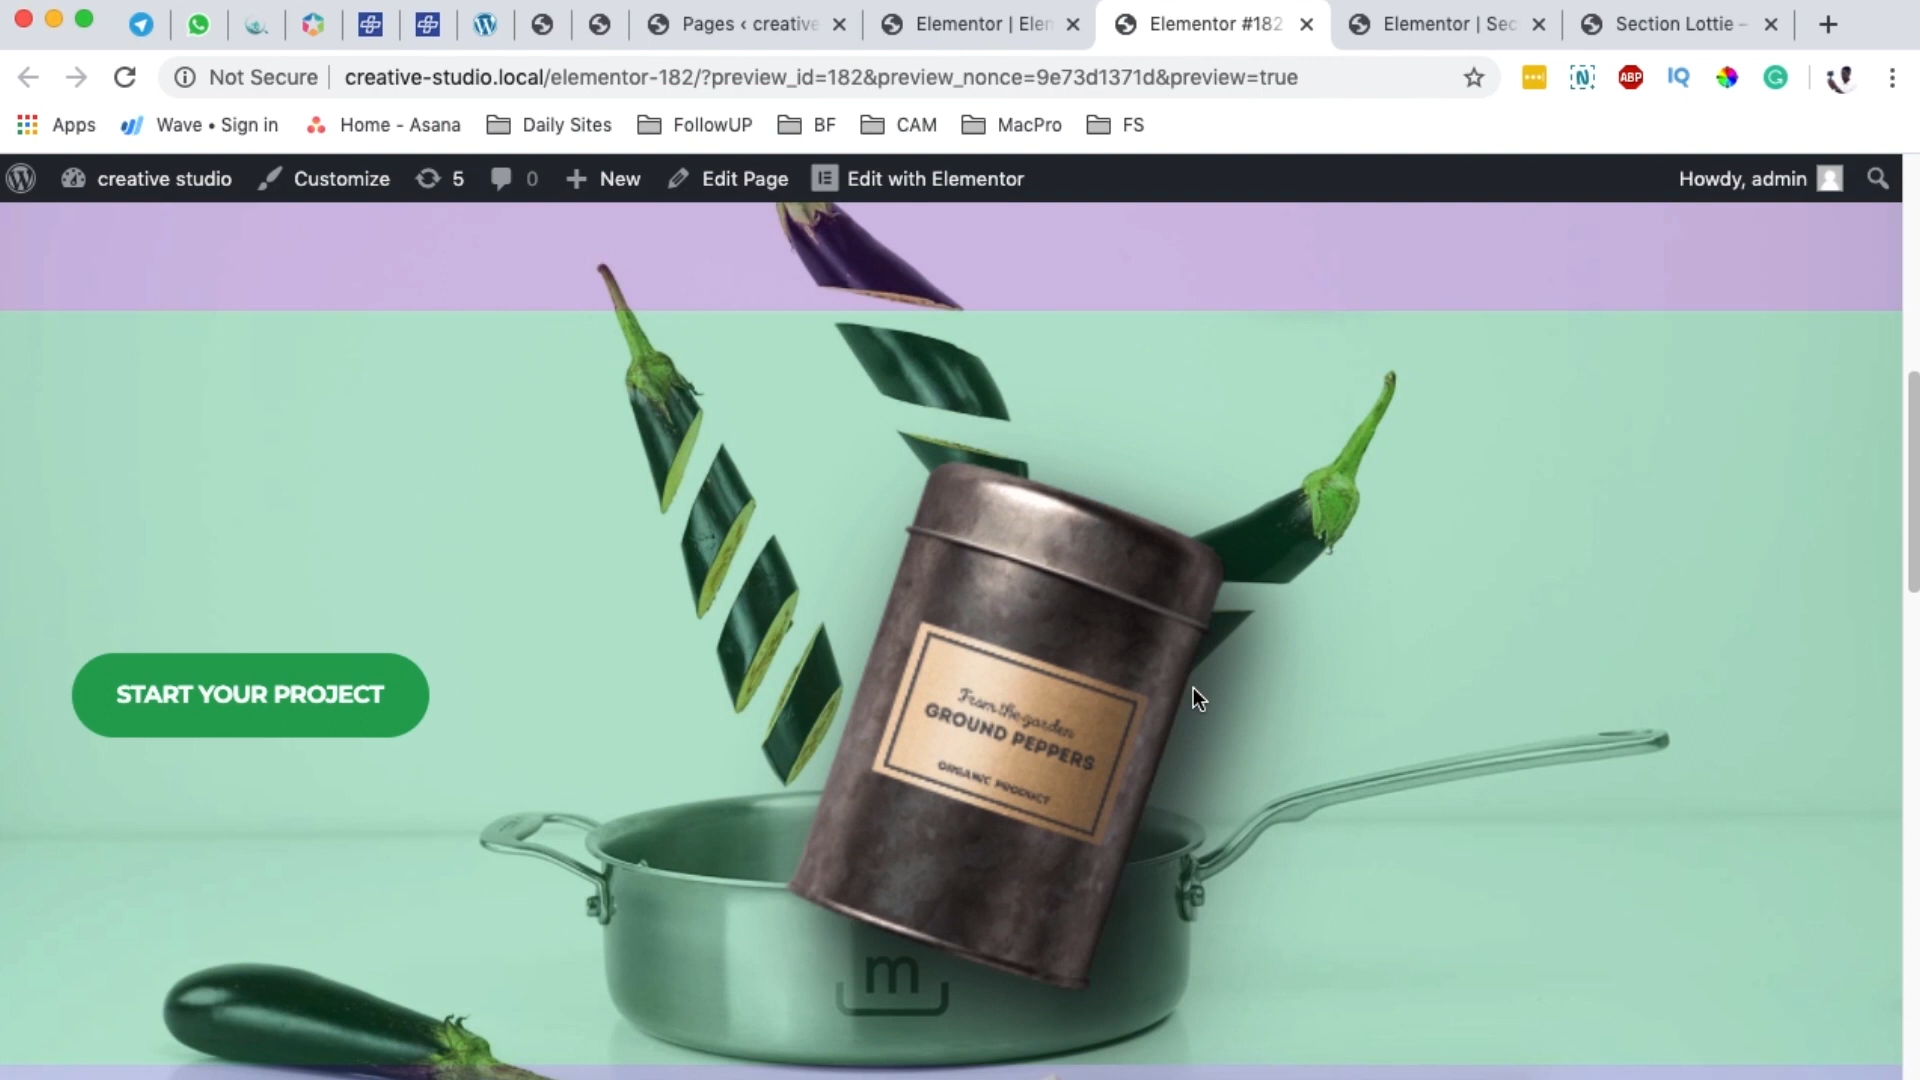 Pages ‹ creative
Elementor | Elem
Elementor #182
Elementor | Sec
Section Lottie –
Not Secure
creative-studio.local/elementor-182/?preview_id=182&preview_nonce=9e73d1371d&preview=true
ABP
IQ
Apps
Wave • Sign in
Home - Asana
Daily Sites
FollowUP
BF
CAM
MacPro
FS
creative studio
Customize
5
0
New
Edit Page
Edit with Elementor
Howdy, admin
START YOUR PROJECT
From the garden
GROUND PEPPERS
ORGANIC PRODUCT
m